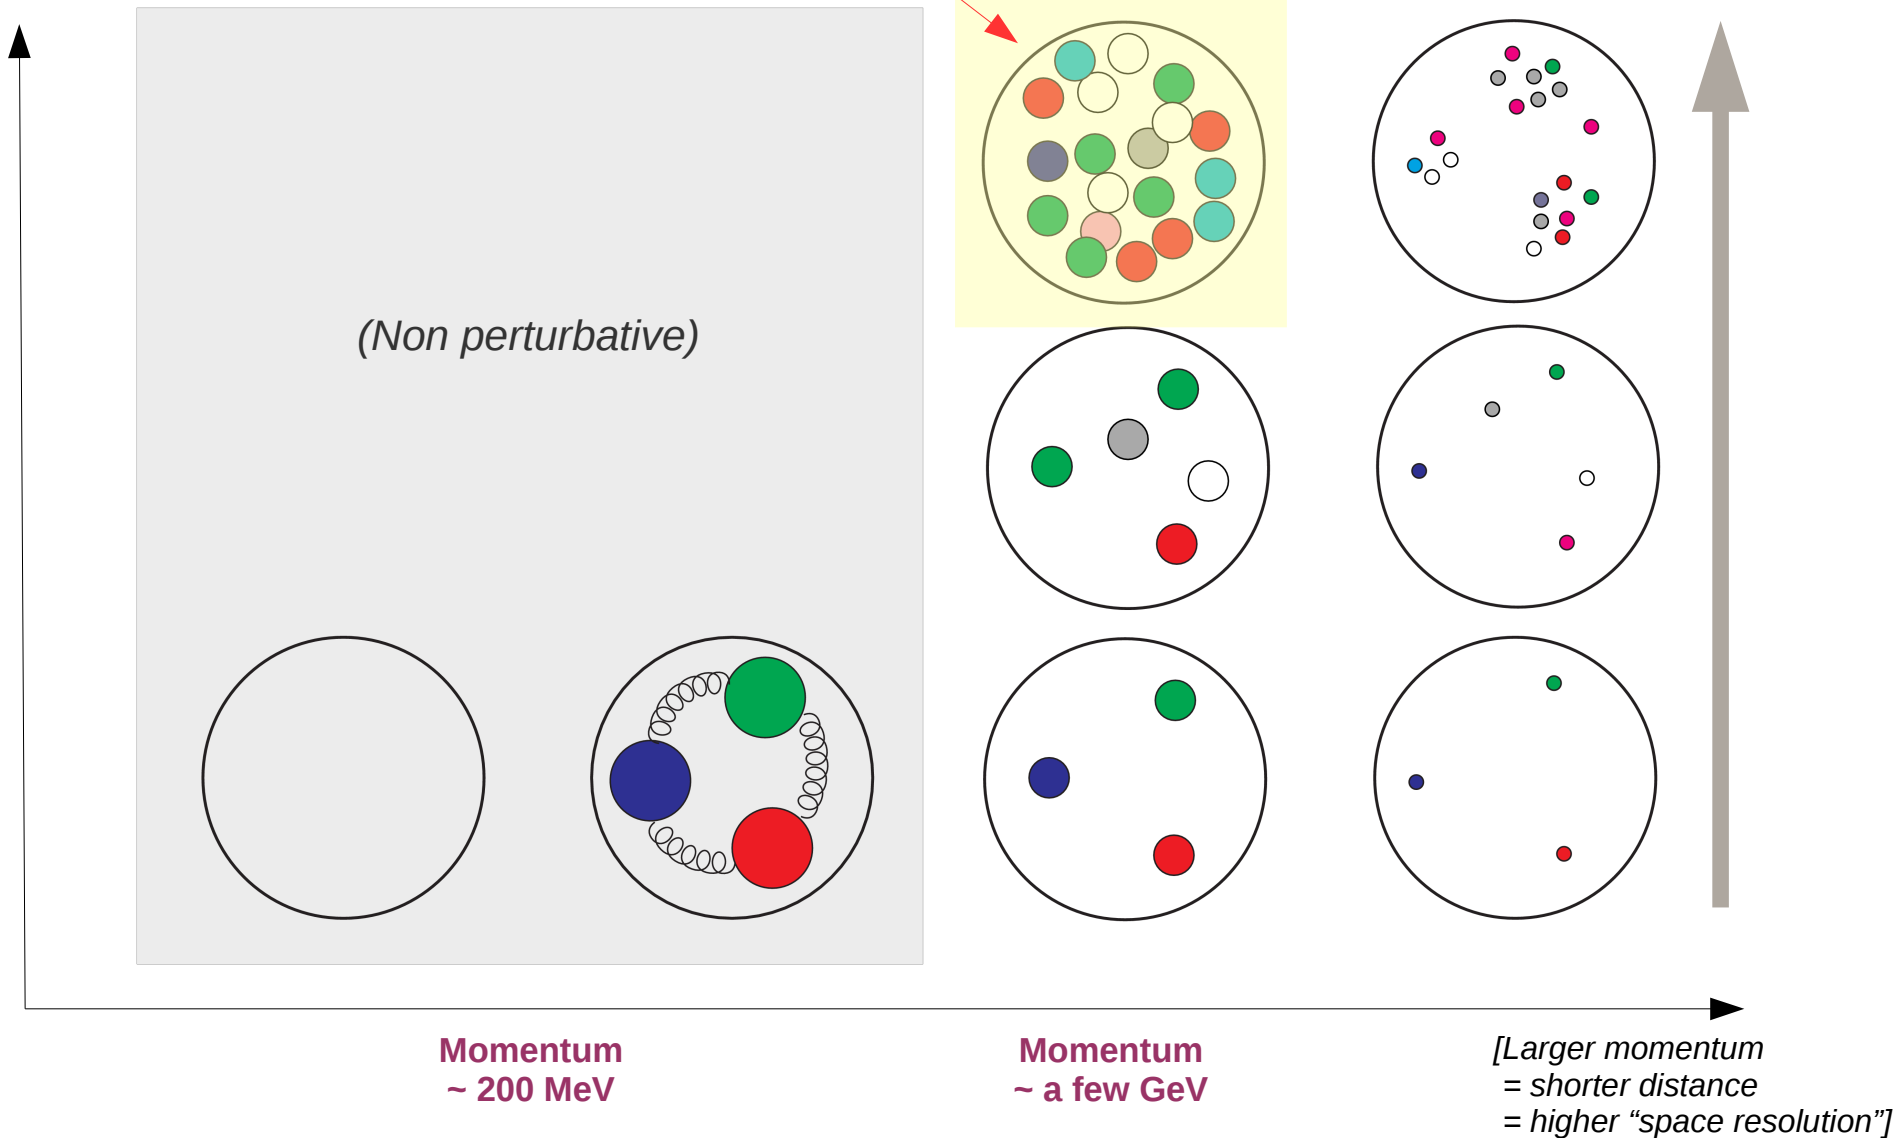 (Non perturbative)
Momentum
~ 200 MeV
Momentum
~ a few GeV
[Larger momentum
= shorter distance
= higher “space resolution”]